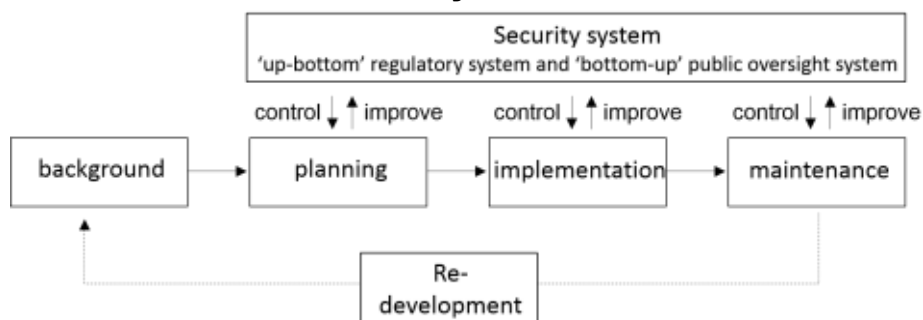 Security system
'up-bottom' regulatory system and 'bottom-up' public oversight system
control improve control improve control improve
background planning implementation maintenance
Re-
development